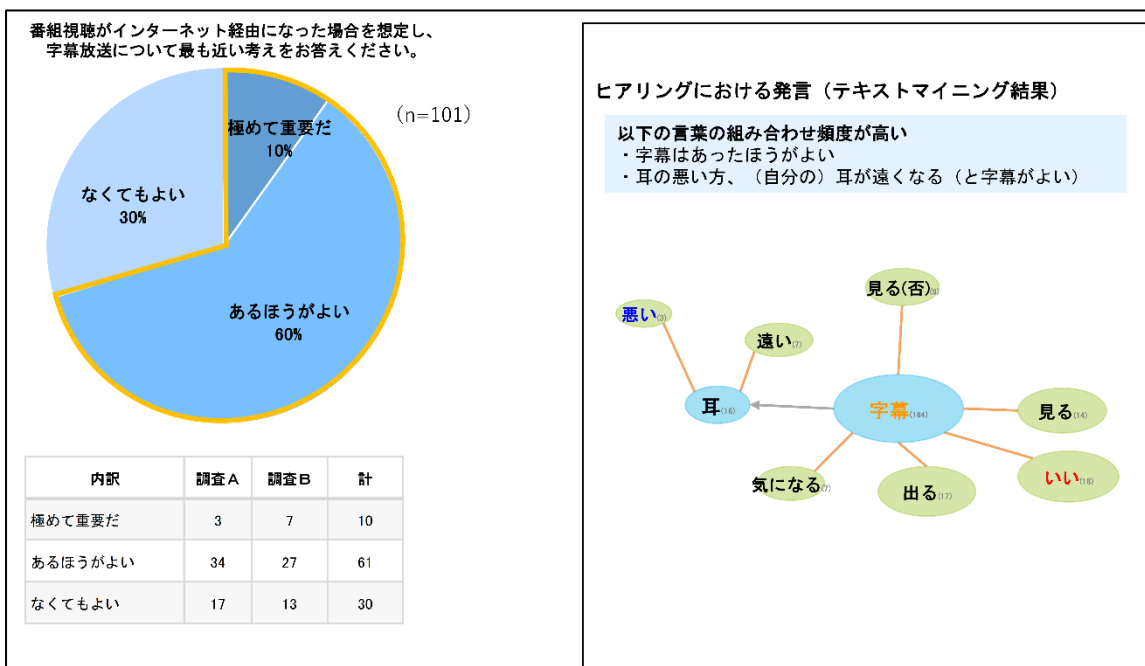 番組視聴がインターネット経由になった場合を想定し、
字幕放送について最も近い考えをお答えください。
(n=101)
極めて重要だ
10%
なくてもよい
30%
あるほうがよい
60%
内訳 調査A 調査B 計
極めて重要だ 3 7 10
あるほうがよい 34 27 61
なくてもよい 17 13 30
ヒアリングにおける発言(テキストマイニング結果)
以下の言葉の組み合わせ頻度が高い
・字幕はあったほうがよい
・耳の悪い方、(自分の)耳が遠くなる(と字幕がよい)
見る(否)
悪い(3)
遠い(7)
耳(15)
字幕(164)
見る(14)
気になる(7)
出る(17)
いい(18)